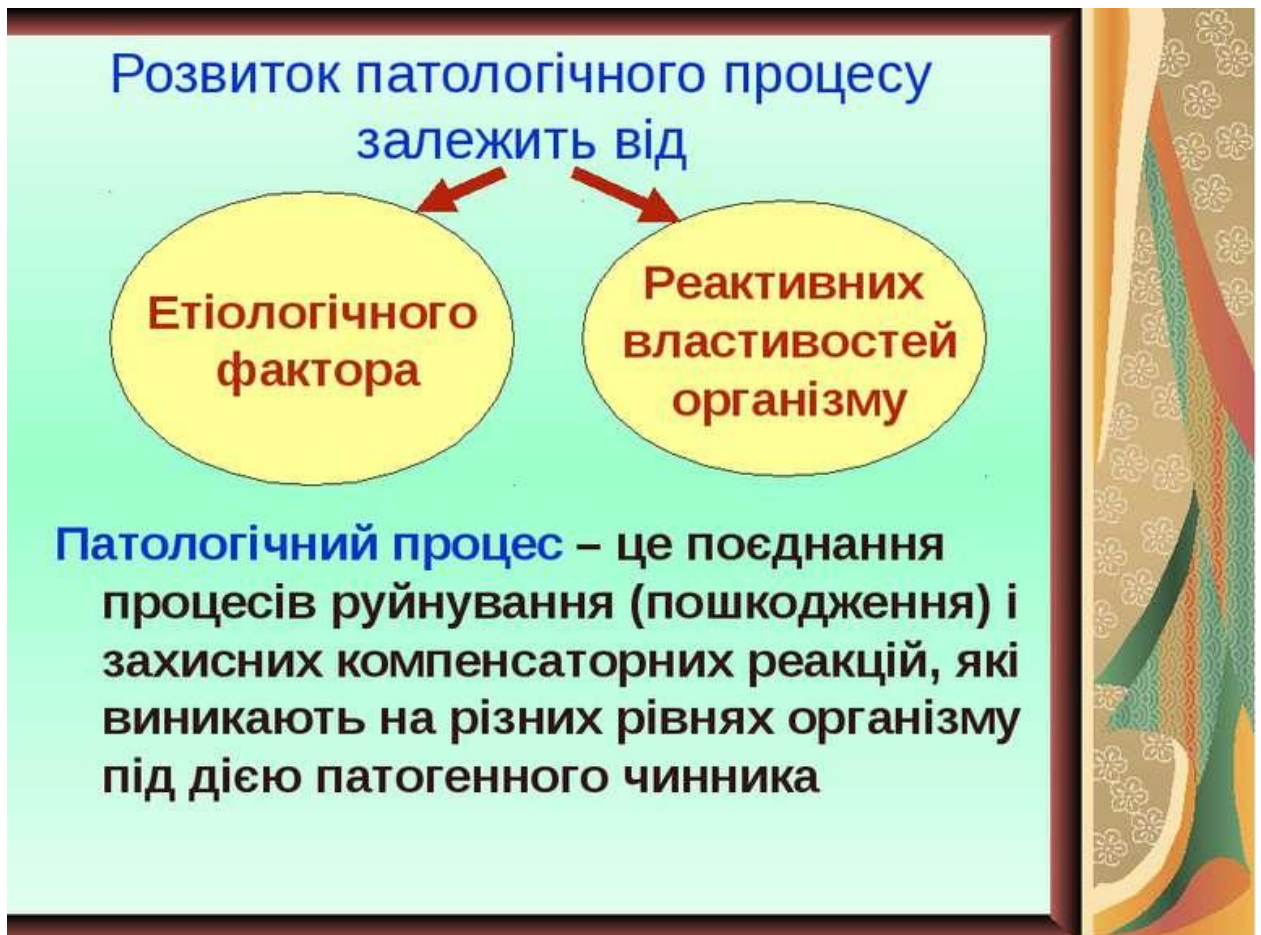 Розвиток патологічного процесу
залежить від
Етіологічного
фактора
Реактивних
властивостей
організму
Патологічний процес – це поєднання
процесів руйнування (пошкодження) і
захисних компенсаторних реакцій, які
виникають на різних рівнях організму
під дією патогенного чинника